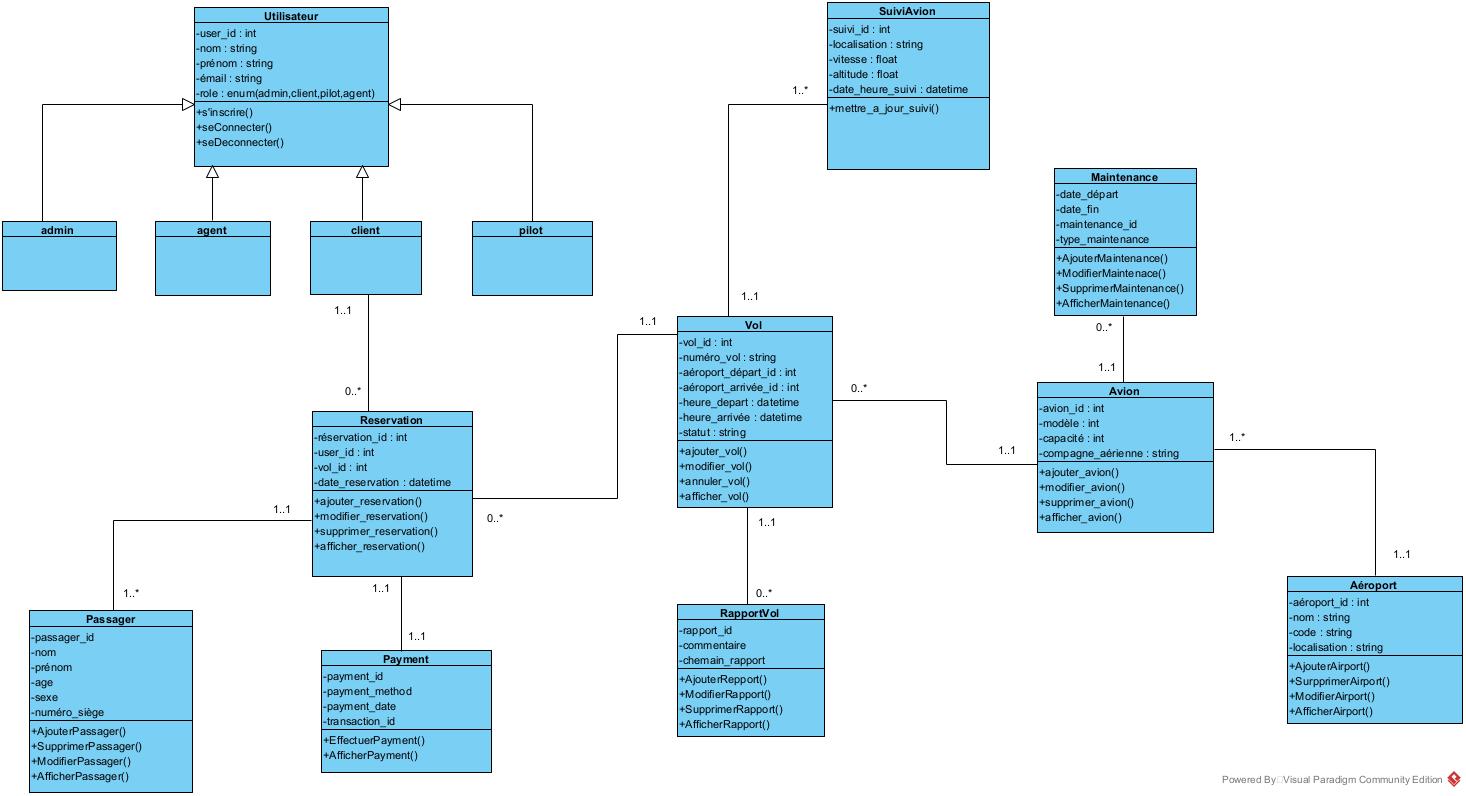 Utilisateur
-user_id : int
-nom : string
-prénom : string
-émail : string
-role : enum(admin,client,pilot,agent)
+s'inscrire()
+seConnecter()
+seDeconnecter()
SuiviAvion
-suivi_id : int
-localisation : string
-vitesse : float
-altitude : float
-date_heure_suivi : datetime
+mettre_a_jour_suivi()
1..*
1..1
admin
agent
client
pilot
Maintenance
-date_départ
-date_fin
-maintenance_id
-type_maintenance
+AjouterMaintenance()
+ModifierMaintenace()
+SupprimerMaintenance()
+AfficherMaintenance()
0..*
1..1
1..1
0..*
1..1
Vol
-vol_id : int
-numéro_vol : string
-aéroport_départ_id : int
-aéroport_arrivée_id : int
-heure_depart : datetime
-heure_arrivée : datetime
-statut : string
+ajouter_vol()
+modifier_vol()
+annuler_vol()
+afficher_vol()
0..*
1..1
Avion
-avion_id : int
-modèle : int
-capacité : int
-compagne_aérienne : string
+ajouter_avion()
+modifier_avion()
+supprimer_avion()
+afficher_avion()
1..*
1..1
Reservation
-réservation_id : int
-user_id : int
-vol_id : int
-date_reservation : datetime
+ajouter_reservation()
+modifier_reservation()
+supprimer_reservation()
+afficher_reservation()
0..*
1..1
1..*
1..1
1..1
1..1
0..*
Passager
-passager_id
-nom
-prénom
-age
-sexe
-numéro_siège
+AjouterPassager()
+SupprimerPassager()
+ModifierPassager()
+AfficherPassager()
Payment
-payment_id
-payment_method
-payment_date
-transaction_id
+EffectuerPayment()
+AfficherPayment()
RapportVol
-rapport_id
-commentaire
-chemain_rapport
+AjouterRepport()
+ModifierRapport()
+SupprimerRapport()
+AfficherRapport()
Aéroport
-aéroport_id : int
-nom : string
-code : string
-localisation : string
+AjouterAirport()
+SurpprimerAirport()
+ModifierAirport()
+AfficherAirport()
Powered By Visual Paradigm Community Edition